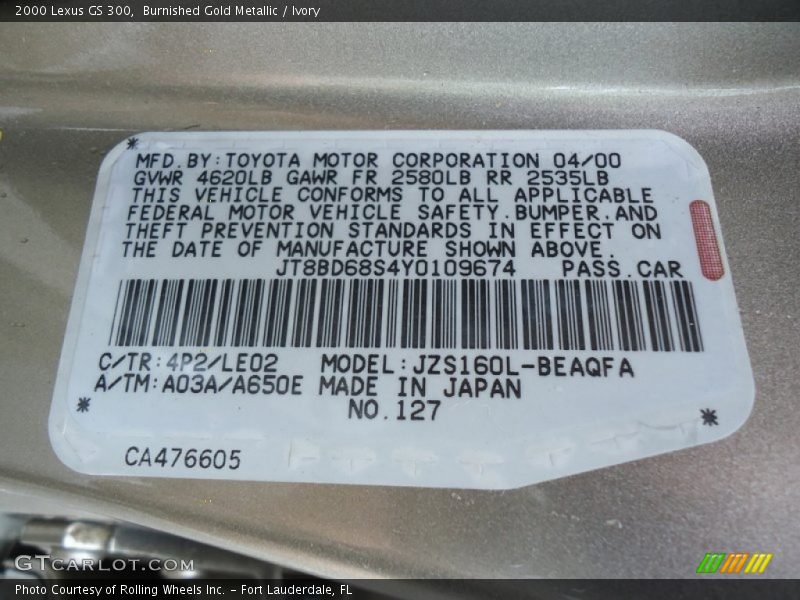 2000 Lexus GS 300, Burnished Gold Metallic / Ivory
MFD.BY:TOYOTA MOTOR CORPORATION 04/00
GVWR 4620LB GAWR FR 2580LB RR 2535LB
THIS VEHICLE CONFORMS TO ALL APPLICABLE
FEDERAL MOTOR VEHICLE SAFETY.BUMPER.AND
THEFT PREVENTION STANDARDS IN EFFECT ON
THE DATE OF MANUFACTURE SHOWN ABOVE.
JT8BD68S4Y0109674 PASS.CAR
C/TR:4P2/LE02 MODEL:JZS160L-BEAQFA
A/TM:A03A/A650E MADE IN JAPAN
NO.127
CA476605
GTCARLOT.COM
Photo Courtesy of Rolling Wheels Inc. - Fort Lauderdale, FL